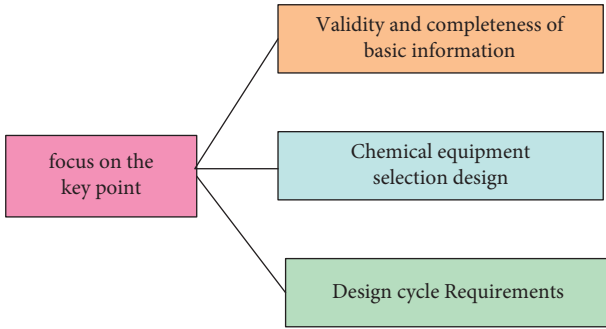 Validity and completeness of
basic information
focus on the
key point
Chemical equipment
selection design
Design cycle Requirements